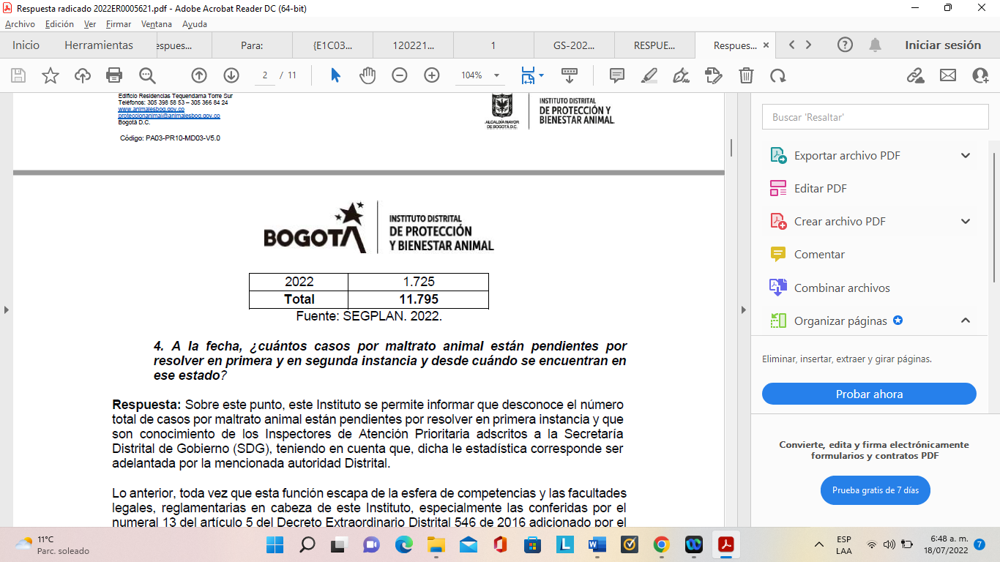 Respuesta radicado 2022ER0005621.pdf - Adobe Acrobat Reader DC (64-bit)
Archivo Edición Ver Firmar Ventana Ayuda
Inicio Herramientas espues... Para: {E1C03... 120221... 1 GS-202... RESPUE... Respues... Iniciar sesión
2 / 11 104%
Edificio Residencias Tequendama Torre Sur
Teléfonos: 305 398 58 53 – 305 366 84 24
www.animalesbog.gov.co
proteccionanimal@animalesbog.gov.co
Bogotá D.C.
Código: PA03-PR10-MD03-V5.0
ALCALDÍA MAYOR
DE BOGOTÁ D.C.
INSTITUTO DISTRITAL
DE PROTECCIÓN Y
BIENESTAR ANIMAL
BOGOTÁ
INSTITUTO DISTRITAL
DE PROTECCIÓN
Y BIENESTAR ANIMAL
2022 1.725
Total 11.795
Fuente: SEGPLAN. 2022.
4. A la fecha, ¿cuántos casos por maltrato animal están pendientes por
resolver en primera y en segunda instancia y desde cuándo se encuentran en
ese estado?
Respuesta: Sobre este punto, este Instituto se permite informar que desconoce el número
total de casos por maltrato animal están pendientes por resolver en primera instancia y que
son conocimiento de los Inspectores de Atención Prioritaria adscritos a la Secretaría
Distrital de Gobierno (SDG), teniendo en cuenta que, dicha le estadística corresponde ser
adelantada por la mencionada autoridad Distrital.
Lo anterior, toda vez que esta función escapa de la esfera de competencias y las facultades
legales, reglamentarias en cabeza de este Instituto, especialmente las conferidas por el
numeral 13 del artículo 5 del Decreto Extraordinario Distrital 546 de 2016 adicionado por el
Buscar 'Resaltar'
Exportar archivo PDF
Editar PDF
Crear archivo PDF
Comentar
Combinar archivos
Organizar páginas
Eliminar, insertar, extraer y girar páginas.
Probar ahora
Convierte, edita y firma electrónicamente
formularios y contratos PDF
Prueba gratis de 7 días
11°C
Parc. soleado
ESP
LAA
6:48 a. m.
18/07/2022
7